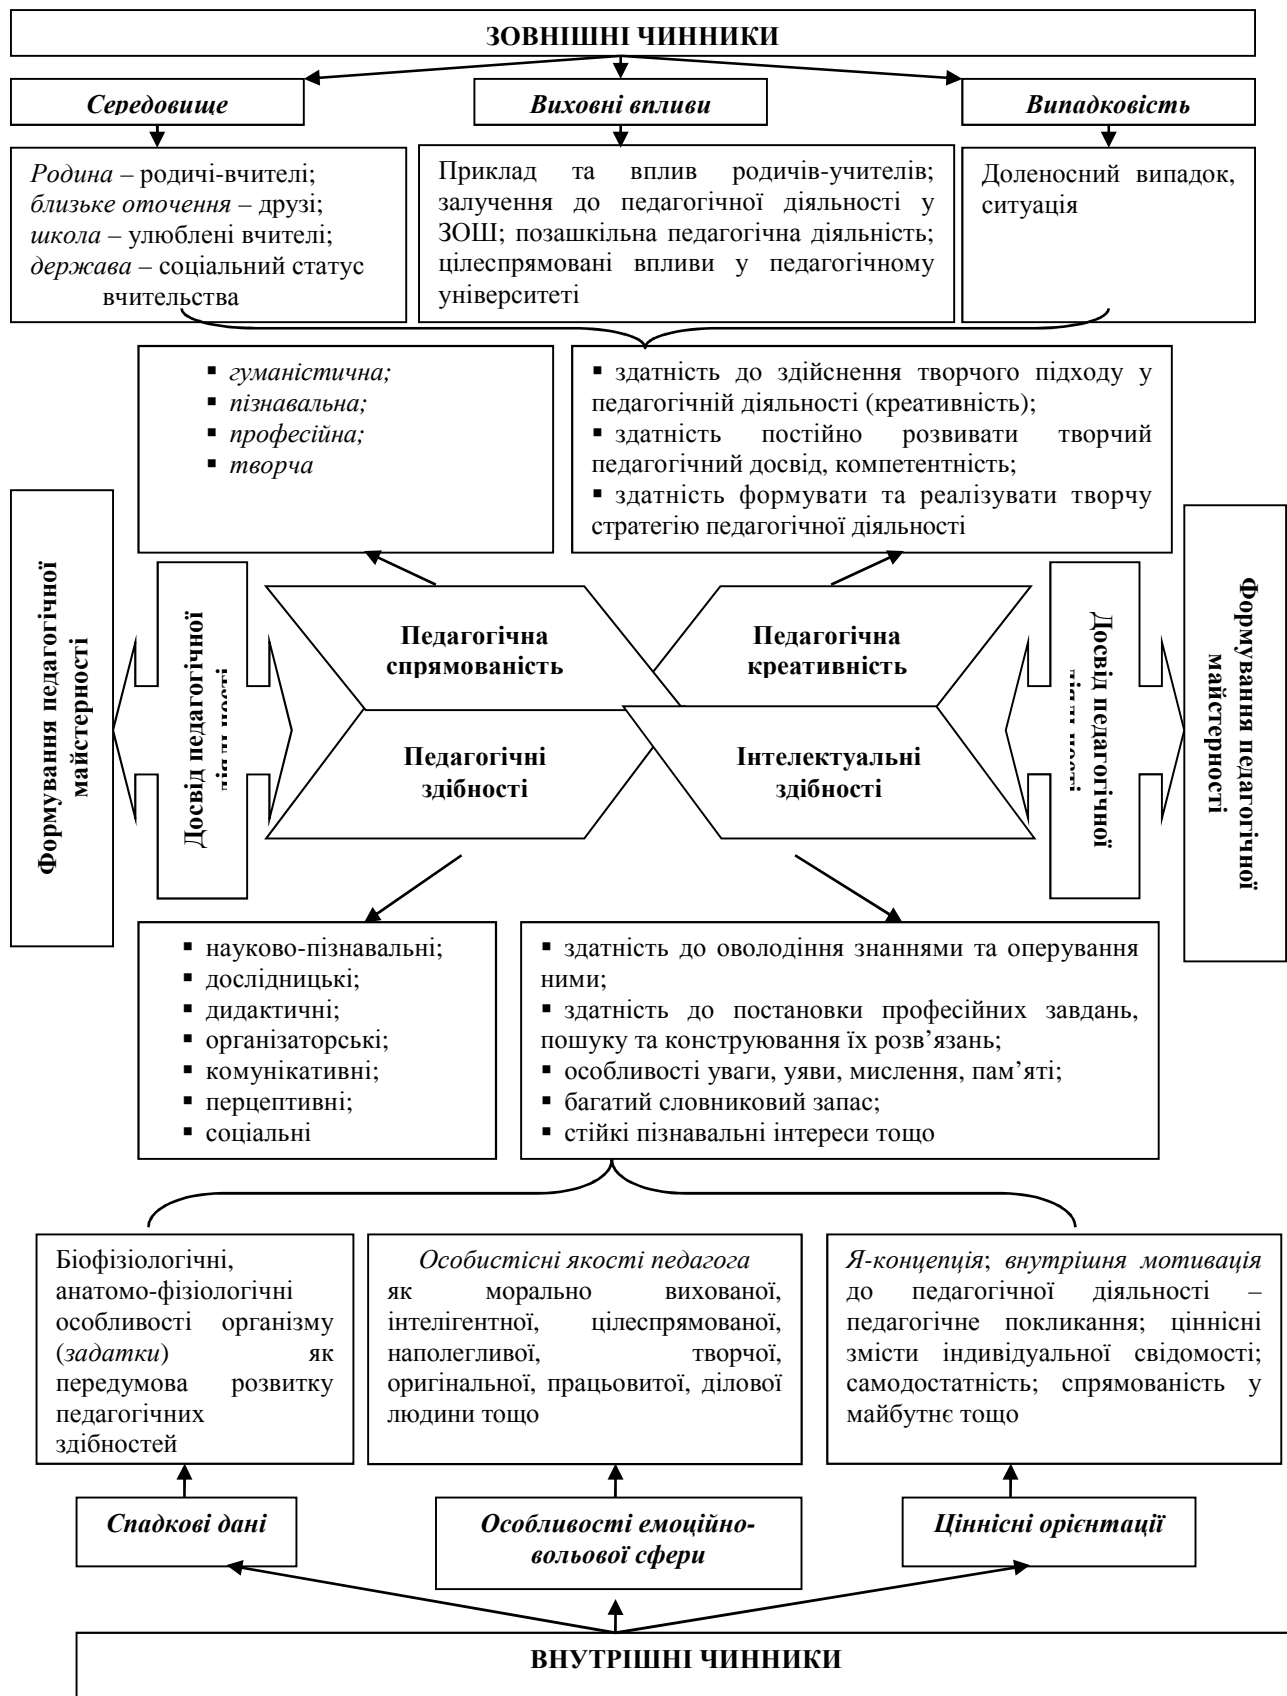 ЗОВНІШНІ ЧИННИКИ
Середовище
Виховні впливи
Випадковість
Родина – родичі-вчителі;
близьке оточення – друзі;
школа – улюблені вчителі;
держава – соціальний статус
вчительства
Приклад та вплив родичів-учителів;
залучення до педагогічної діяльності у
ЗОШ; позашкільна педагогічна діяльність;
цілеспрямовані впливи у педагогічному
університеті
Доленосний випадок,
ситуація
▪ гуманістична;
▪ пізнавальна;
▪ професійна;
▪ творча
▪ здатність до здійснення творчого підходу у
педагогічній діяльності (креативність);
▪ здатність постійно розвивати творчий
педагогічний досвід, компетентність;
▪ здатність формувати та реалізувати творчу
стратегію педагогічної діяльності
Формування педагогічної
майстерності
Досвід педагогічної
Педагогічна
спрямованість
Педагогічна
креативність
Педагогічні
здібності
Інтелектуальні
здібності
Досвід педагогічної
Формування педагогічної
майстерності
▪ науково-пізнавальні;
▪ дослідницькі;
▪ дидактичні;
▪ організаторські;
▪ комунікативні;
▪ перцептивні;
▪ соціальні
▪ здатність до оволодіння знаннями та оперування
ними;
▪ здатність до постановки професійних завдань,
пошуку та конструювання їх розв’язань;
▪ особливості уваги, уяви, мислення, пам’яті;
▪ багатий словниковий запас;
▪ стійкі пізнавальні інтереси тощо
Біофізіологічні,
анатомо-фізіологічні
особливості організму
(задатки) як
передумова розвитку
педагогічних
здібностей
Особистісні якості педагога
як морально вихованої,
інтелігентної, цілеспрямованої,
наполегливої, творчої,
оригінальної, працьовитої, ділової
людини тощо
Я-концепція; внутрішня мотивація
до педагогічної діяльності –
педагогічне покликання; ціннісні
змісти індивідуальної свідомості;
самодостатність; спрямованість у
майбутнє тощо
Спадкові дані
Особливості емоційно-
вольової сфери
Ціннісні орієнтації
ВНУТРІШНІ ЧИННИКИ